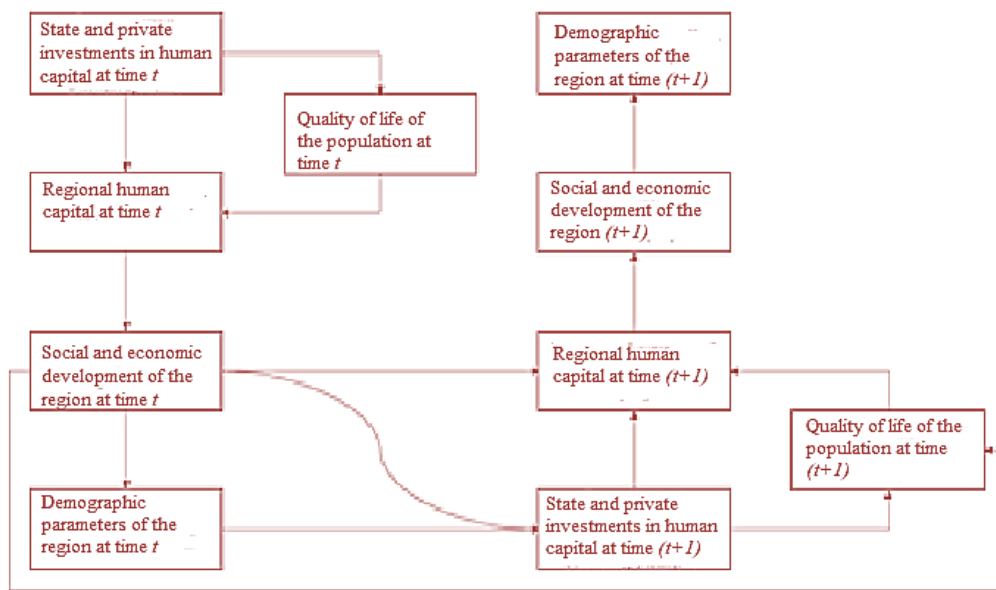 State and private
investments in human
capital at time t
Quality of life of
the population at
time t
Regional human
capital at time t
Social and economic
development of the
region at time t
Demographic
parameters of the
region at time t
Demographic
parameters of the
region at time (t+1)
Social and economic
development of the
region (t+1)
Regional human
capital at time (t+1)
Quality of life of the
population at time
(t+1)
State and private
investments in human
capital at time (t+1)